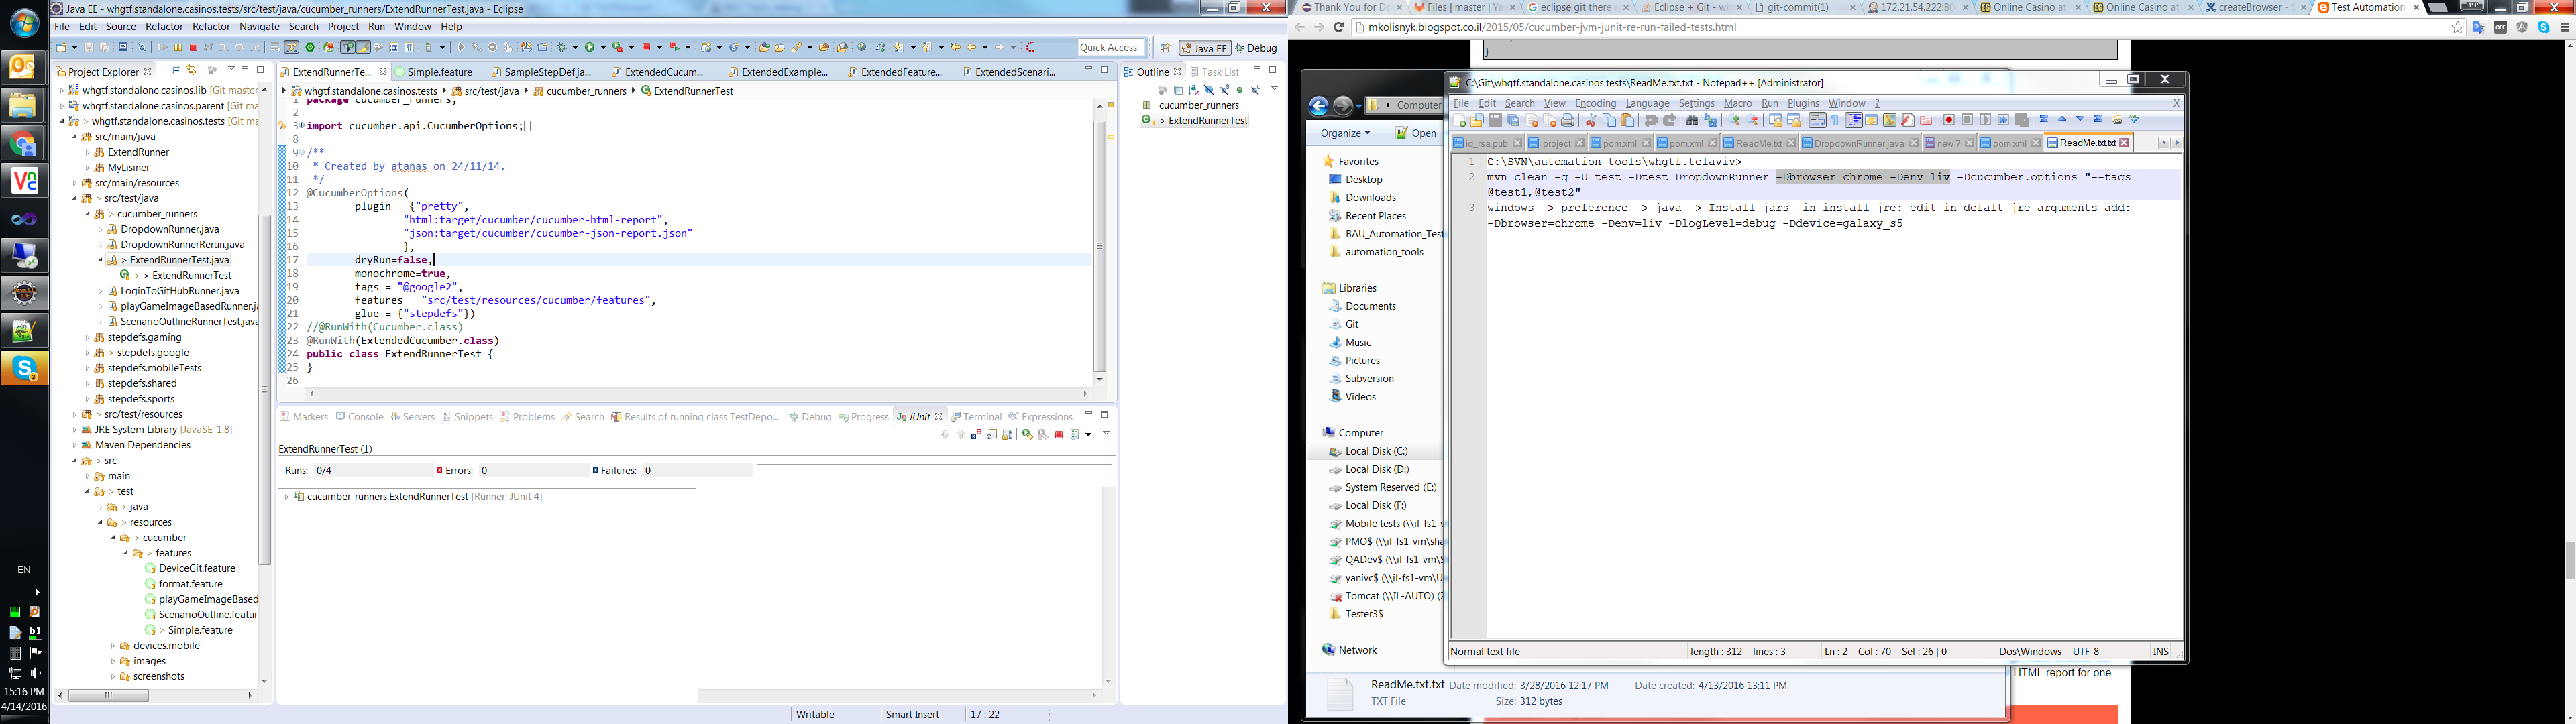 Java EE - whgtf.standalone.casinos.tests/src/test/java/cucumber_runners/ExtendRunnerTest.java - Eclipse
File Edit Source Refactor Refactor Navigate Search Project Run Window Help
Quick Access
Java EE
Debug
Project Explorer
whgtf.standalone.casinos.lib [Git master
whgtf.standalone.casinos.parent [Git
> whgtf.standalone.casinos.tests [Git
src/main/java
ExtendRunner
MyLisiner
src/main/resources
> src/test/java
> cucumber_runners
DropdownRunner.java
DropdownRunnerRerun.java
> ExtendRunnerTest.java
> > ExtendRunnerTest
LoginToGitHubRunner.java
playGameImageBasedRunner.j
ScenarioOutlineRunnerTest.java
stepdefs.gaming
> stepdefs.google
stepdefs.mobileTests
stepdefs.shared
stepdefs.sports
> src/test/resources
JRE System Library [JavaSE-1.8]
Maven Dependencies
> src
main
> test
> java
> resources
> cucumber
> features
DeviceGit.feature
format.feature
playGameImageBased
ScenarioOutline.featur
> Simple.feature
devices.mobile
images
screenshots
EN
15:16 PM
4/14/2016
ExtendRunnerTe...
Simple.feature
SampleStepDef.ja...
ExtendedCucum...
ExtendedExample...
ExtendedFeature...
ExtendedScenari...
whgtf.standalone.casinos.tests
src/test/java
cucumber_runners
ExtendRunnerTest
1 package cucumber_runners;
2
3 import cucumber.api.CucumberOptions;
8
9 /**
10 * Created by atanas on 24/11/14.
11 */
12 @CucumberOptions(
13 plugin = {"pretty",
14 "html:target/cucumber/cucumber-html-report",
15 "json:target/cucumber/cucumber-json-report.json"
16 },
17 dryRun=false,
18 monochrome=true,
19 tags = "@google2",
20 features = "src/test/resources/cucumber/features",
21 glue = {"stepdefs"})
22 //@RunWith(Cucumber.class)
23 @RunWith(ExtendedCucumber.class)
24 public class ExtendRunnerTest {
25 }
26
Markers Console Servers Snippets Problems Search Results of running class TestDepo... Debug Progress JUnit Terminal Expressions
ExtendRunnerTest (1)
Runs: 0/4 Errors: 0 Failures: 0
cucumber_runners.ExtendRunnerTest [Runner: JUnit 4]
Writable Smart Insert 17 : 22
Outline
Task List
cucumber_runners
> ExtendRunnerTest
Thank You for Do
Files | master | Ya
eclipse git there a
Eclipse + Git - wi
git-commit(1)
172.21.54.222:80
Online Casino at
Online Casino at
createBrowser -
Test Automation
mkolisnyk.blogspot.co.il/2015/05/cucumber-jvm-junit-re-run-failed-tests.html
}
Computer
Organize
Open
Favorites
Desktop
Downloads
Recent Places
BAU_Automation_Test
automation_tools
Libraries
Documents
Git
Music
Pictures
Subversion
Videos
Computer
Local Disk (C:)
Local Disk (D:)
System Reserved (E:)
Local Disk (F:)
Mobile tests (\\il-fs1-v
PMO$ (\\il-fs1-vm\sha
QADev$ (\\il-fs1-vm\
yanivc$ (\\il-fs1-vm\U
Tomcat (\\IL-AUTO) (Z
Tester3$
Network
ReadMe.txt.txt Date modified: 3/28/2016 12:17 PM Date created: 4/13/2016 13:11 PM
TXT File Size: 312 bytes
C:\Git\whgtf.standalone.casinos.tests\ReadMe.txt.txt - Notepad++ [Administrator]
File Edit Search View Encoding Language Settings Macro Run Plugins Window ? X
id_rsa.pub project pom.xml pom.xml ReadMe.txt DropdownRunner.java new 7 pom.xml ReadMe.txt.txt
1 C:\SVN\automation_tools\whgtf.telaviv>
2 mvn clean -q -U test -Dtest=DropdownRunner -Dbrowser=chrome -Denv=liv -Dcucumber.options="--tags
@test1,@test2"
3 windows -> preference -> java -> Install jars in install jre: edit in defalt jre arguments add:
-Dbrowser=chrome -Denv=liv -DlogLevel=debug -Ddevice=galaxy_s5
Normal text file length : 312 lines : 3 Ln : 2 Col : 70 Sel : 26 | 0 Dos\Windows UTF-8 INS
HTML report for one